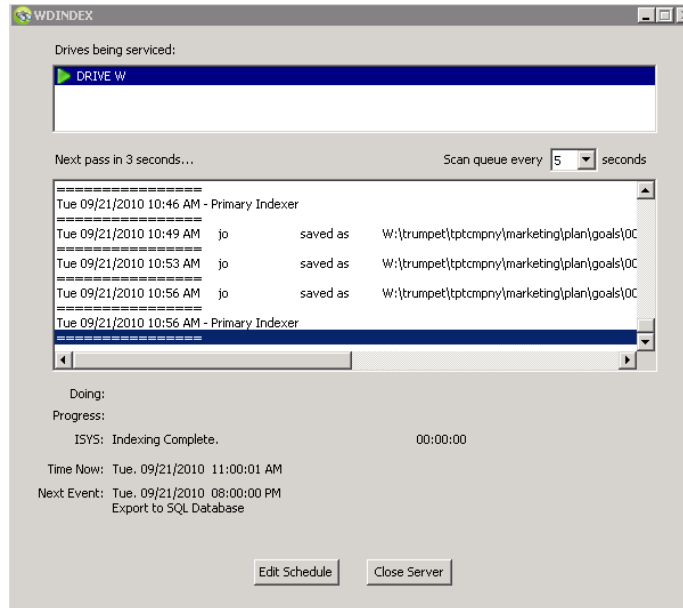 WDINDEX
Drives being serviced:
DRIVE W
Next pass in 3 seconds... Scan queue every 5 seconds
================
Tue 09/21/2010 10:46 AM - Primary Indexer
================
Tue 09/21/2010 10:49 AM jo saved as W:\trumpet\tptcmpny\marketing\plan\goals\00
================
Tue 09/21/2010 10:53 AM jo saved as W:\trumpet\tptcmpny\marketing\plan\goals\00
================
Tue 09/21/2010 10:56 AM jo saved as W:\trumpet\tptcmpny\marketing\plan\goals\00
================
Tue 09/21/2010 10:56 AM - Primary Indexer
================
Doing:
Progress:
ISYS: Indexing Complete. 00:00:00
Time Now: Tue. 09/21/2010 11:00:01 AM
Next Event: Tue. 09/21/2010 08:00:00 PM
Export to SQL Database
Edit Schedule Close Server